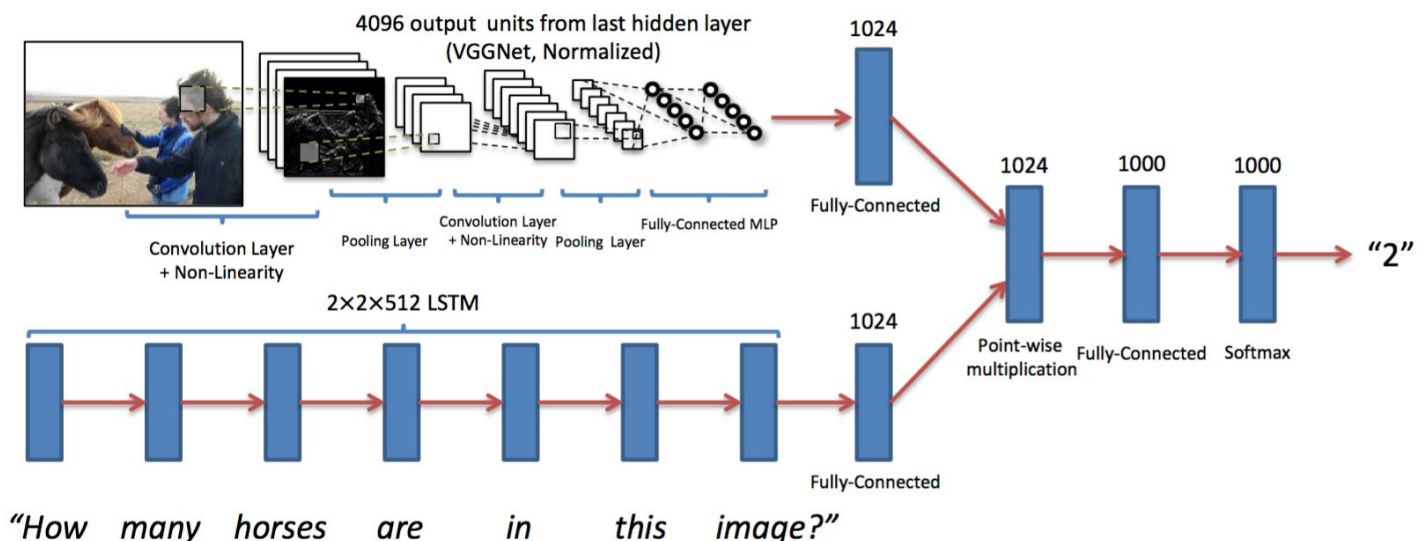 4096 output units from last hidden layer
(VGGNet, Normalized)
1024
Fully-Connected
Convolution Layer
+ Non-Linearity
Pooling Layer
Convolution Layer
+ Non-Linearity
Pooling Layer
Fully-Connected MLP
2×2×512 LSTM
1024
Fully-Connected
1024
Point-wise
multiplication
1000
Fully-Connected
1000
Softmax
“2”
“How many horses are in this image?”